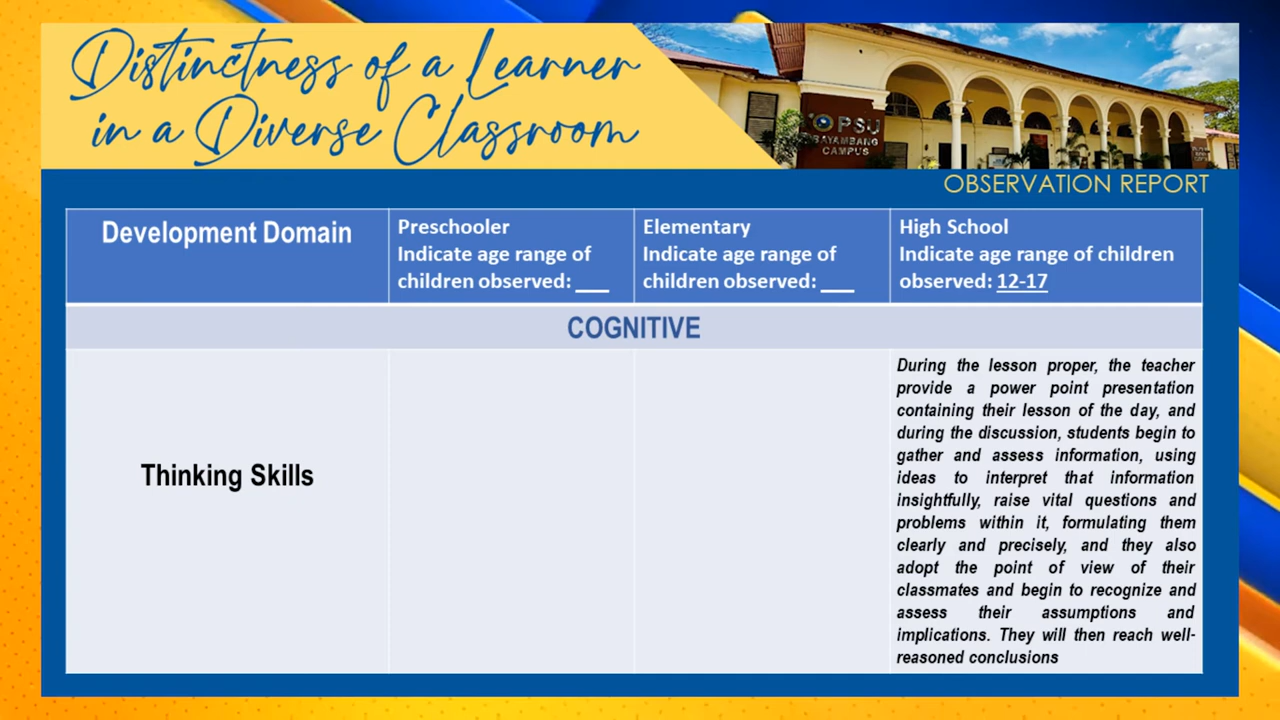 Distinctness of a Learner
in a Diverse Classroom
PSU
BAYAMBANG
CAMPUS
OBSERVATION REPORT
Development Domain
Preschooler
Indicate age range of
children observed: ___
Elementary
Indicate age range of
children observed: ___
High School
Indicate age range of children
observed: 12-17
COGNITIVE
Thinking Skills
During the lesson proper, the teacher
provide a power point presentation
containing their lesson of the day, and
during the discussion, students begin to
gather and assess information, using
ideas to interpret that information
insightfully, raise vital questions and
problems within it, formulating them
clearly and precisely, and they also
adopt the point of view of their
classmates and begin to recognize and
assess their assumptions and
implications. They will then reach well-
reasoned conclusions